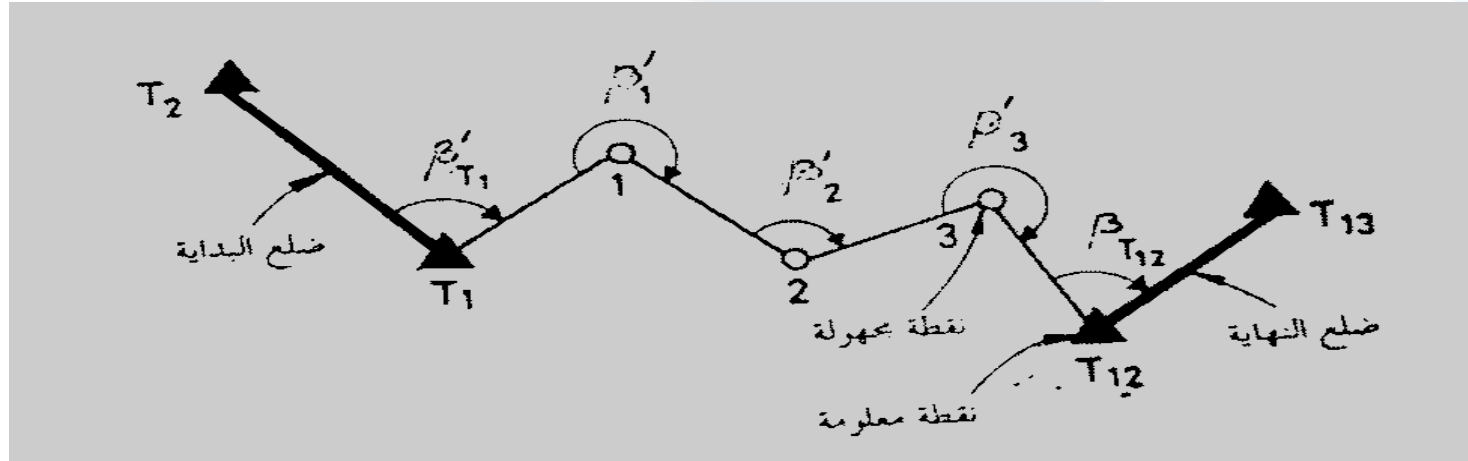 T2
β'T1
β'1
β'2
β'3
βT12
T13
ضلع البداية
T1
1
2
3
نقطة مجهولة
ضلع النهاية
T12
نقطة معلومة